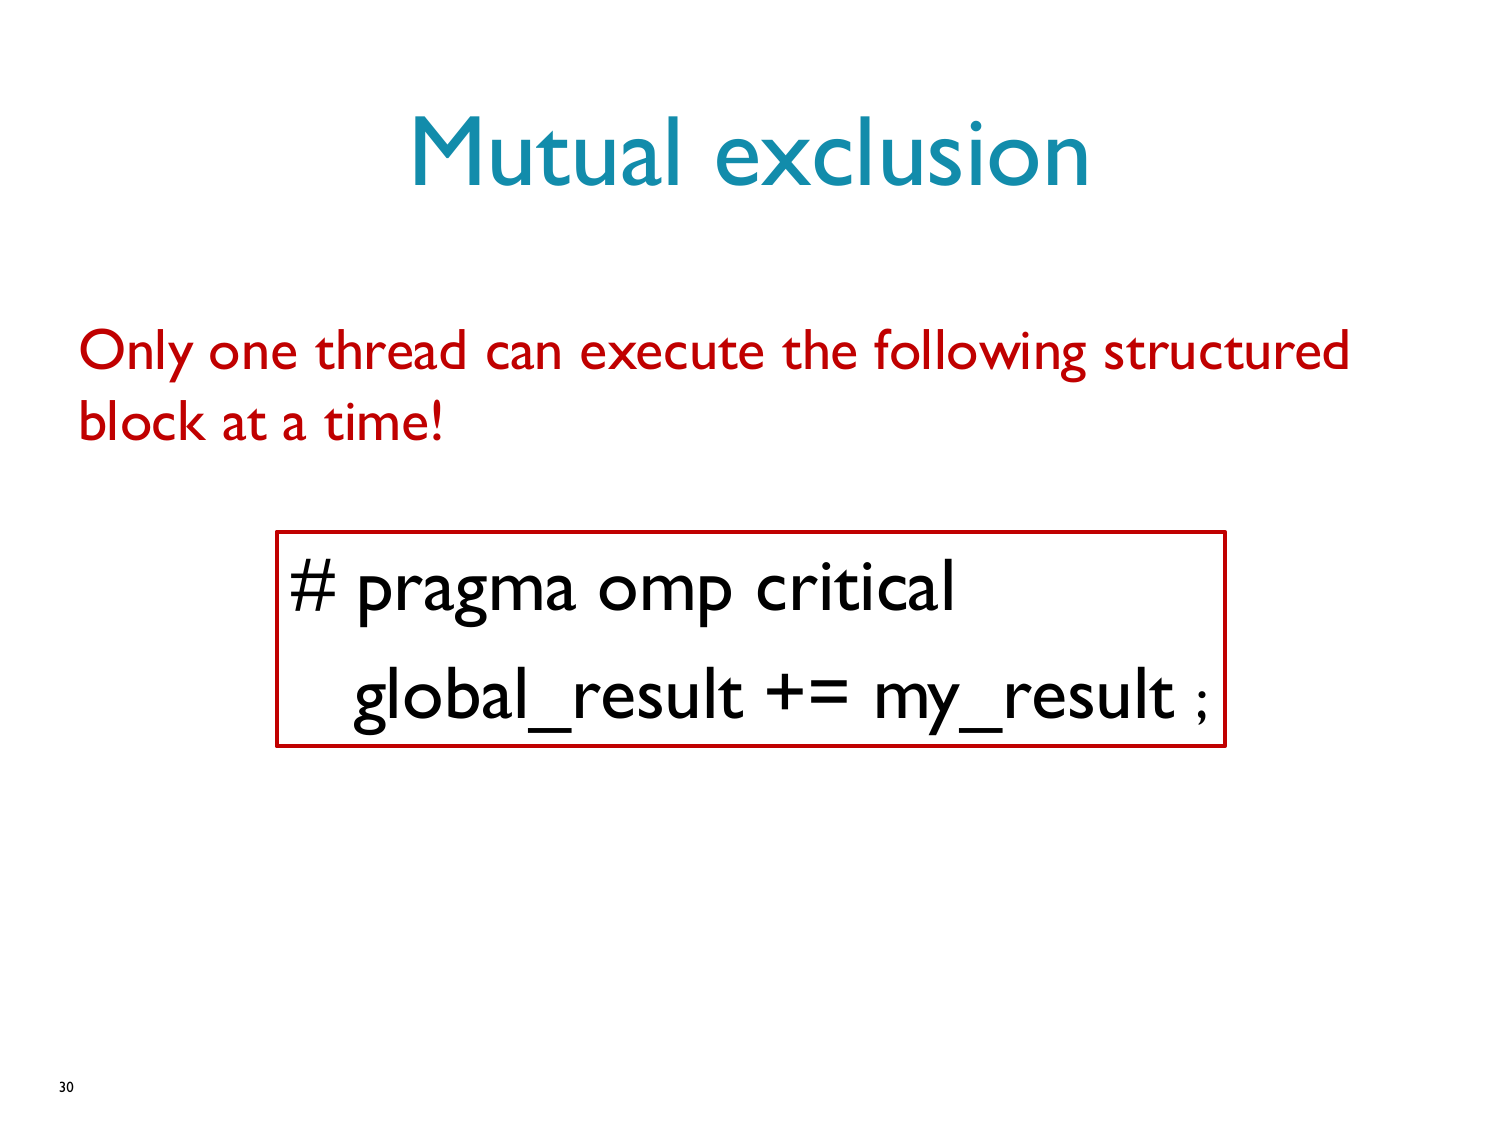 Mutual exclusion
Only one thread can execute the following structured
block at a time!
# pragma omp critical
global_result += my_result ;
30